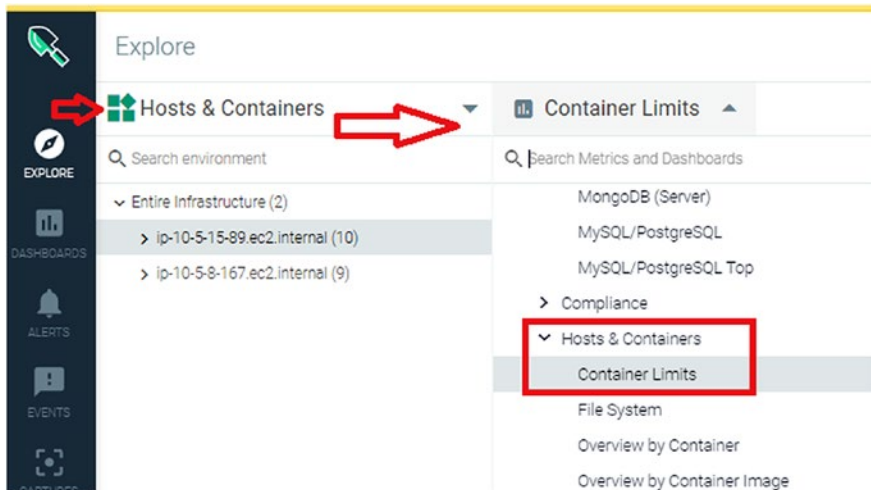 Explore
Hosts & Containers
Container Limits
Search environment
Search Metrics and Dashboards
EXPLORE
DASHBOARDS
ALERTS
EVENTS
CAPTURES
Entire Infrastructure (2)
ip-10-5-15-89.ec2.internal (10)
ip-10-5-8-167.ec2.internal (9)
MongoDB (Server)
MySQL/PostgreSQL
MySQL/PostgreSQL Top
Compliance
Hosts & Containers
Container Limits
File System
Overview by Container
Overview by Container Image